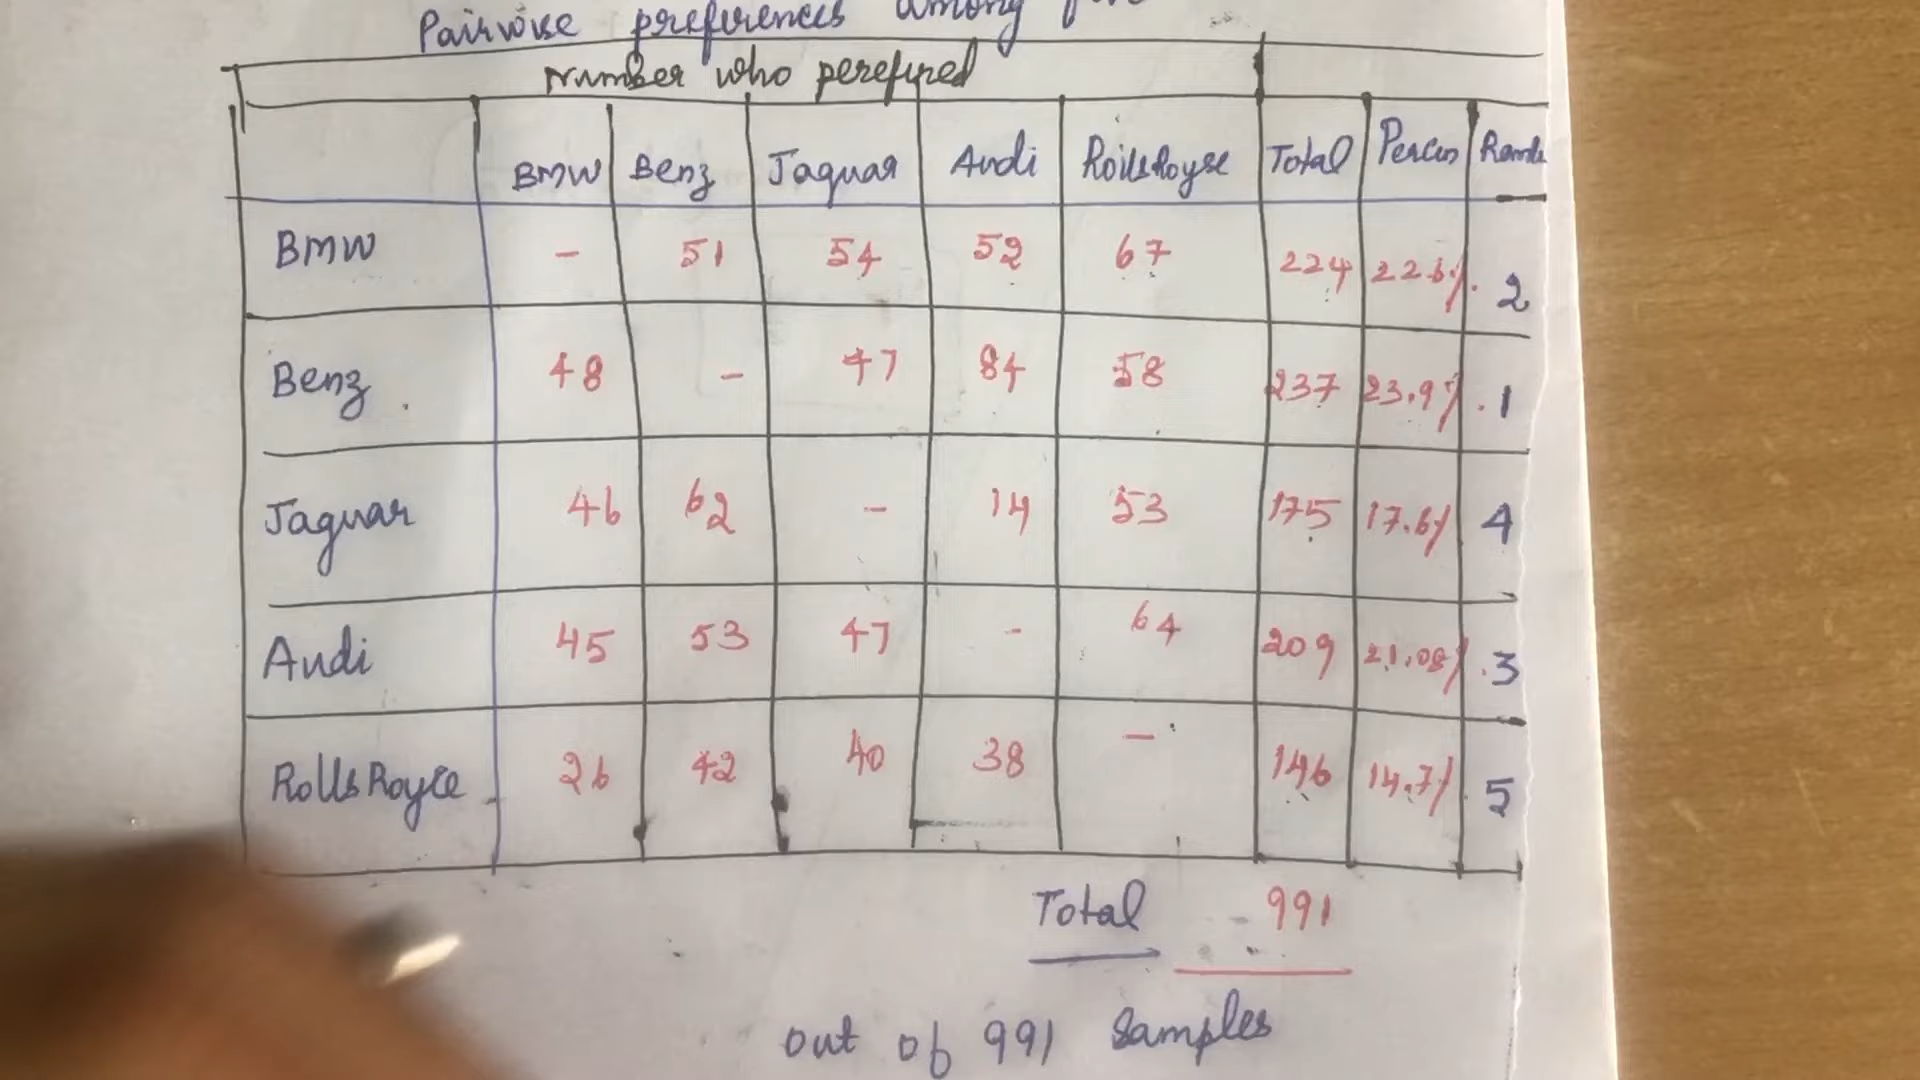 Pairwise preferences among
Number who perefired
BMW Benz Jaquar Audi RoilsRoyse Total Percen Rank
BMW - 51 54 52 67 224 22.6%. 2
Benz 48 - 47 84 58 237 23.9%. 1
Jaguar 46 62 - 14 53 175 17.6% 4
Audi 45 53 47 - 64 209 21.08%. 3
RollsRoyce 26 42 40 38 - 146 14.7%. 5
Total 991
out of 991 Samples